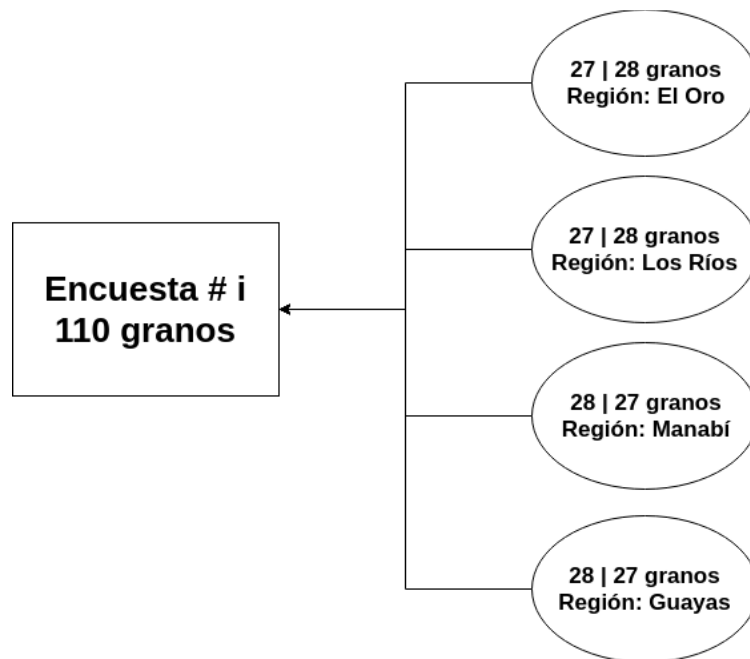 27 | 28 granos
Región: El Oro
27 | 28 granos
Región: Los Ríos
Encuesta # i
110 granos
28 | 27 granos
Región: Manabí
28 | 27 granos
Región: Guayas